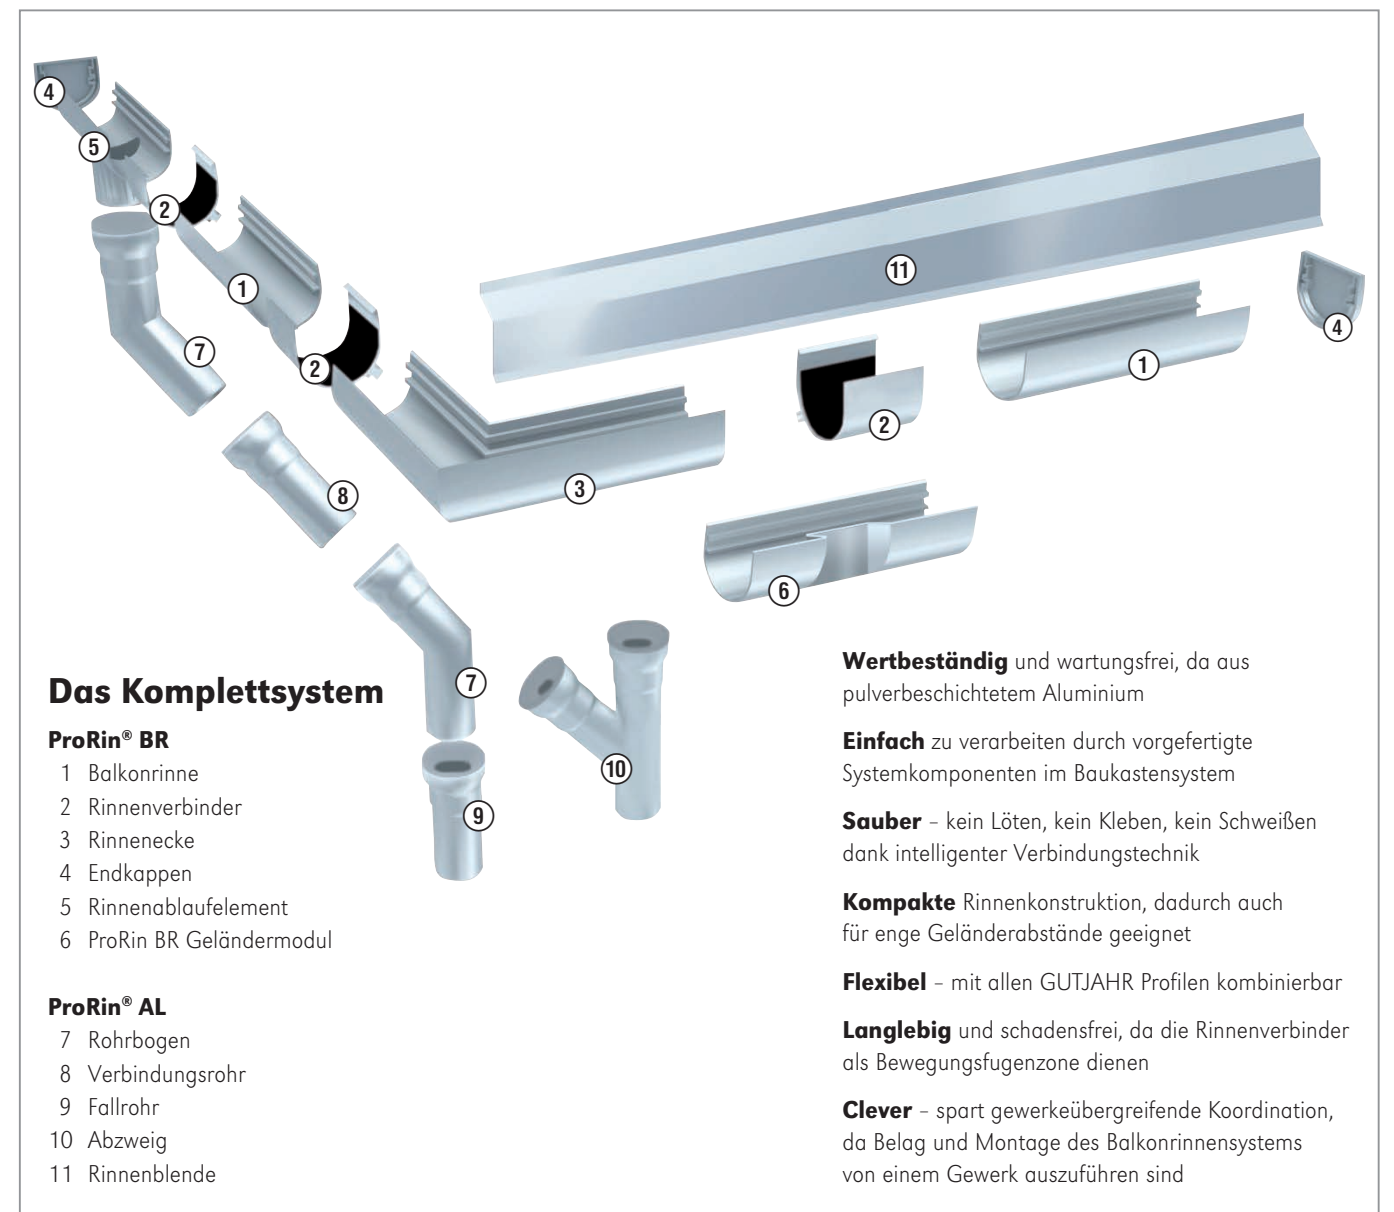 4
5
2
1
7
2
8
3
11
4
1
2
6
7
10
9
Das Komplettsystem
ProRin® BR
1 Balkonrinne
2 Rinnenverbinder
3 Rinnenecke
4 Endkappen
5 Rinnenablaufelement
6 ProRin BR Geländermodul
ProRin® AL
7 Rohrbogen
8 Verbindungsrohr
9 Fallrohr
10 Abzweig
11 Rinnenblende
Wertbeständig und wartungsfrei, da aus
pulverbeschichtetem Aluminium
Einfach zu verarbeiten durch vorgefertigte
Systemkomponenten im Baukastensystem
Sauber – kein Löten, kein Kleben, kein Schweißen
dank intelligenter Verbindungstechnik
Kompakte Rinnenkonstruktion, dadurch auch
für enge Geländerabstände geeignet
Flexibel – mit allen GUTJAHR Profilen kombinierbar
Langlebig und schadensfrei, da die Rinnenverbinder
als Bewegungsfugenzone dienen
Clever – spart gewerkeübergreifende Koordination,
da Belag und Montage des Balkonrinnensystems
von einem Gewerk auszuführen sind